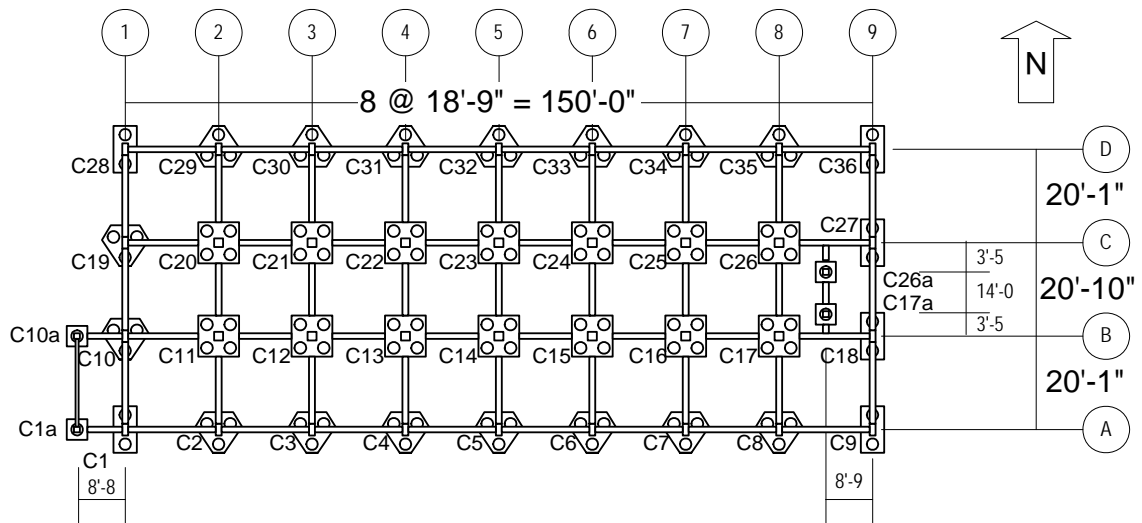 1 2 3 4 5 6 7 8 9
N
8 @ 18'-9" = 150'-0"
D
C28 C29 C30 C31 C32 C33 C34 C35 C36
20'-1"
C27
C
C19 C20 C21 C22 C23 C24 C25 C26
3'-5
C26a
14'-0
20'-10"
C17a
3'-5
C10a
B
C10 C11 C12 C13 C14 C15 C16 C17 C18
20'-1"
C1a
A
C1 C2 C3 C4 C5 C6 C7 C8 C9
8'-8
8'-9